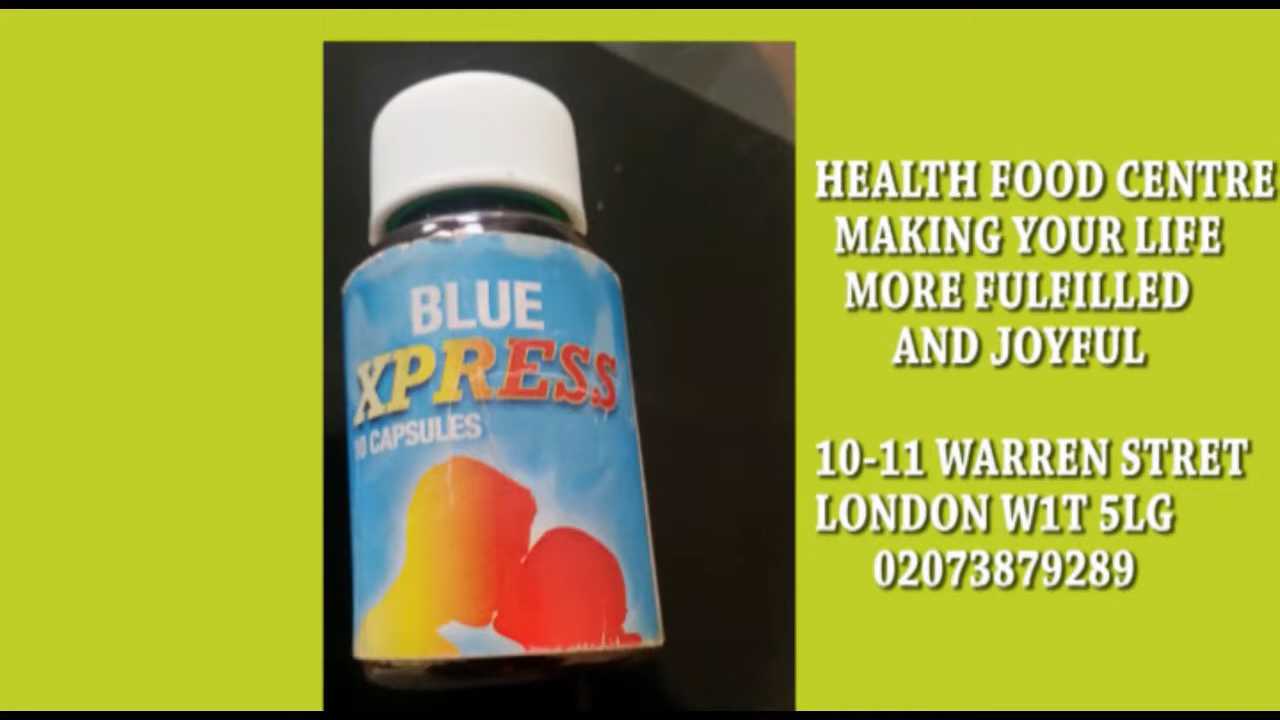 BLUE
XPRESS
10 CAPSULES
HEALTH FOOD CENTRE
MAKING YOUR LIFE
MORE FULFILLED
AND JOYFUL
10-11 WARREN STRET
LONDON W1T 5LG
02073879289